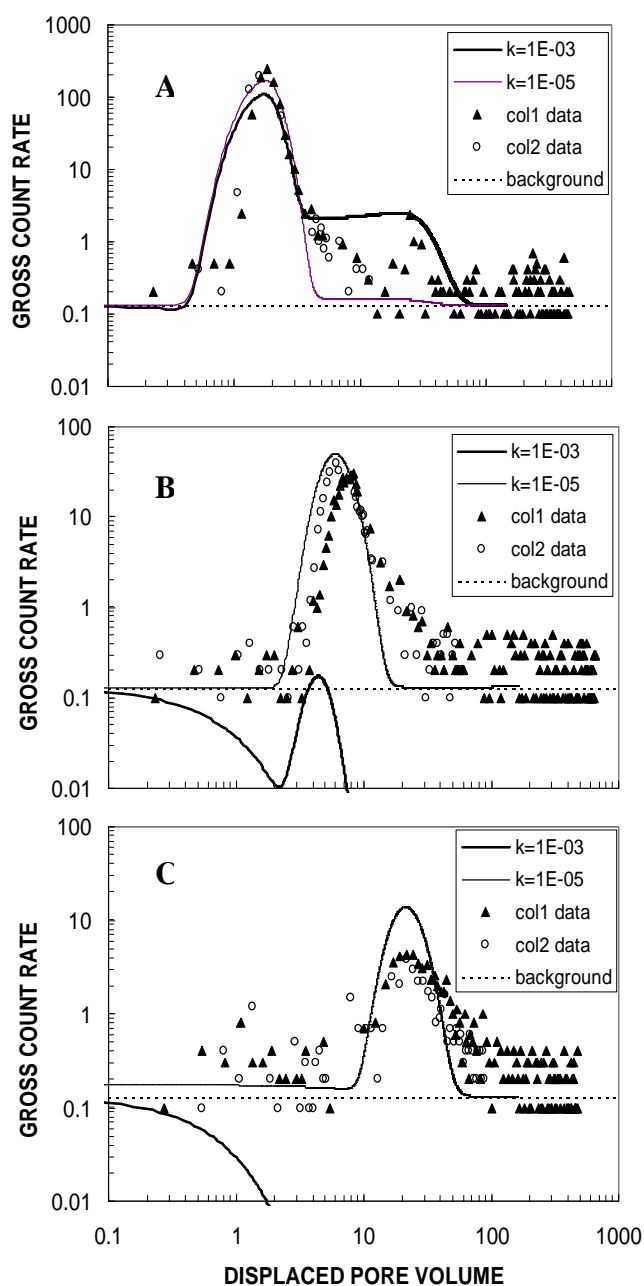 1000
100
10
1
0.1
0.01
GROSS COUNT RATE
A
k=1E-03
k=1E-05
col1 data
col2 data
background
100
10
1
0.1
0.01
GROSS COUNT RATE
B
k=1E-03
k=1E-05
col1 data
col2 data
background
100
10
1
0.1
0.01
GROSS COUNT RATE
C
k=1E-03
k=1E-05
col1 data
col2 data
background
0.1 1 10 100 1000
DISPLACED PORE VOLUME